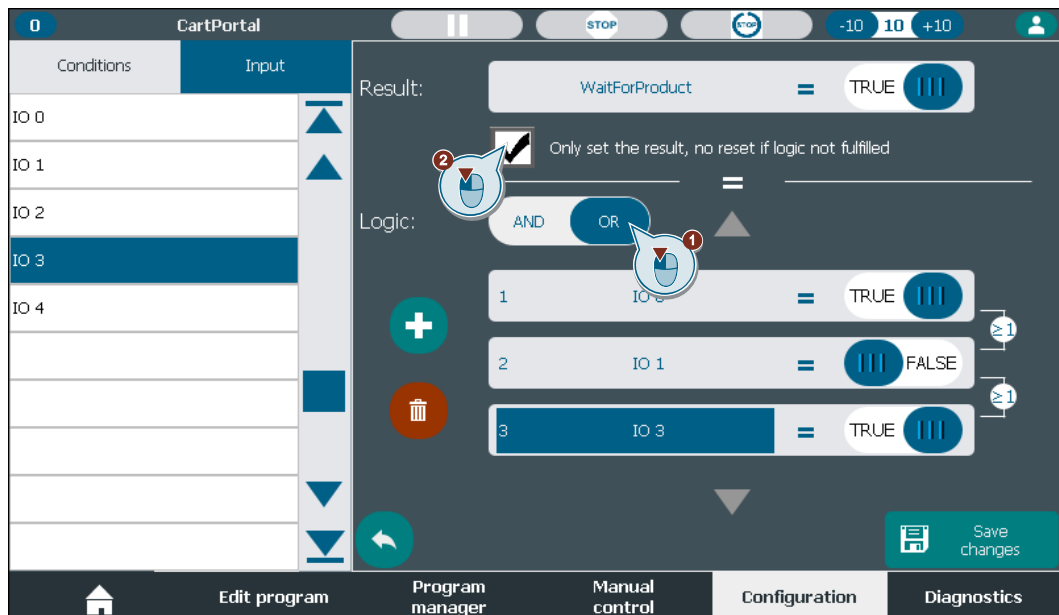 0 CartPortal STOP STOP -10 10 +10
Conditions Input
Result: WaitForProduct = TRUE
Only set the result, no reset if logic not fulfilled
=
Logic: AND OR
IO 0
IO 1
IO 2
IO 3
IO 4
2
1
1 IO = TRUE
≥1
2 IO 1 = FALSE
≥1
3 IO 3 = TRUE
Save
changes
Edit program
Program
manager
Manual
control
Configuration
Diagnostics